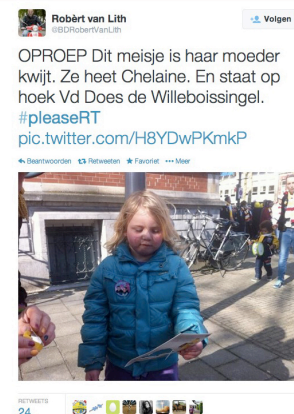 Robèrt van Lith
@BDRobertVanLith
Volgen
OPROEP Dit meisje is haar moeder
kwijt. Ze heet Chelaine. En staat op
hoek Vd Does de Willeboissingel.
#pleaseRT
pic.twitter.com/H8YDwPKmkP
Beantwoorden Retweeten Favoriet Meer
RETWEETS
24